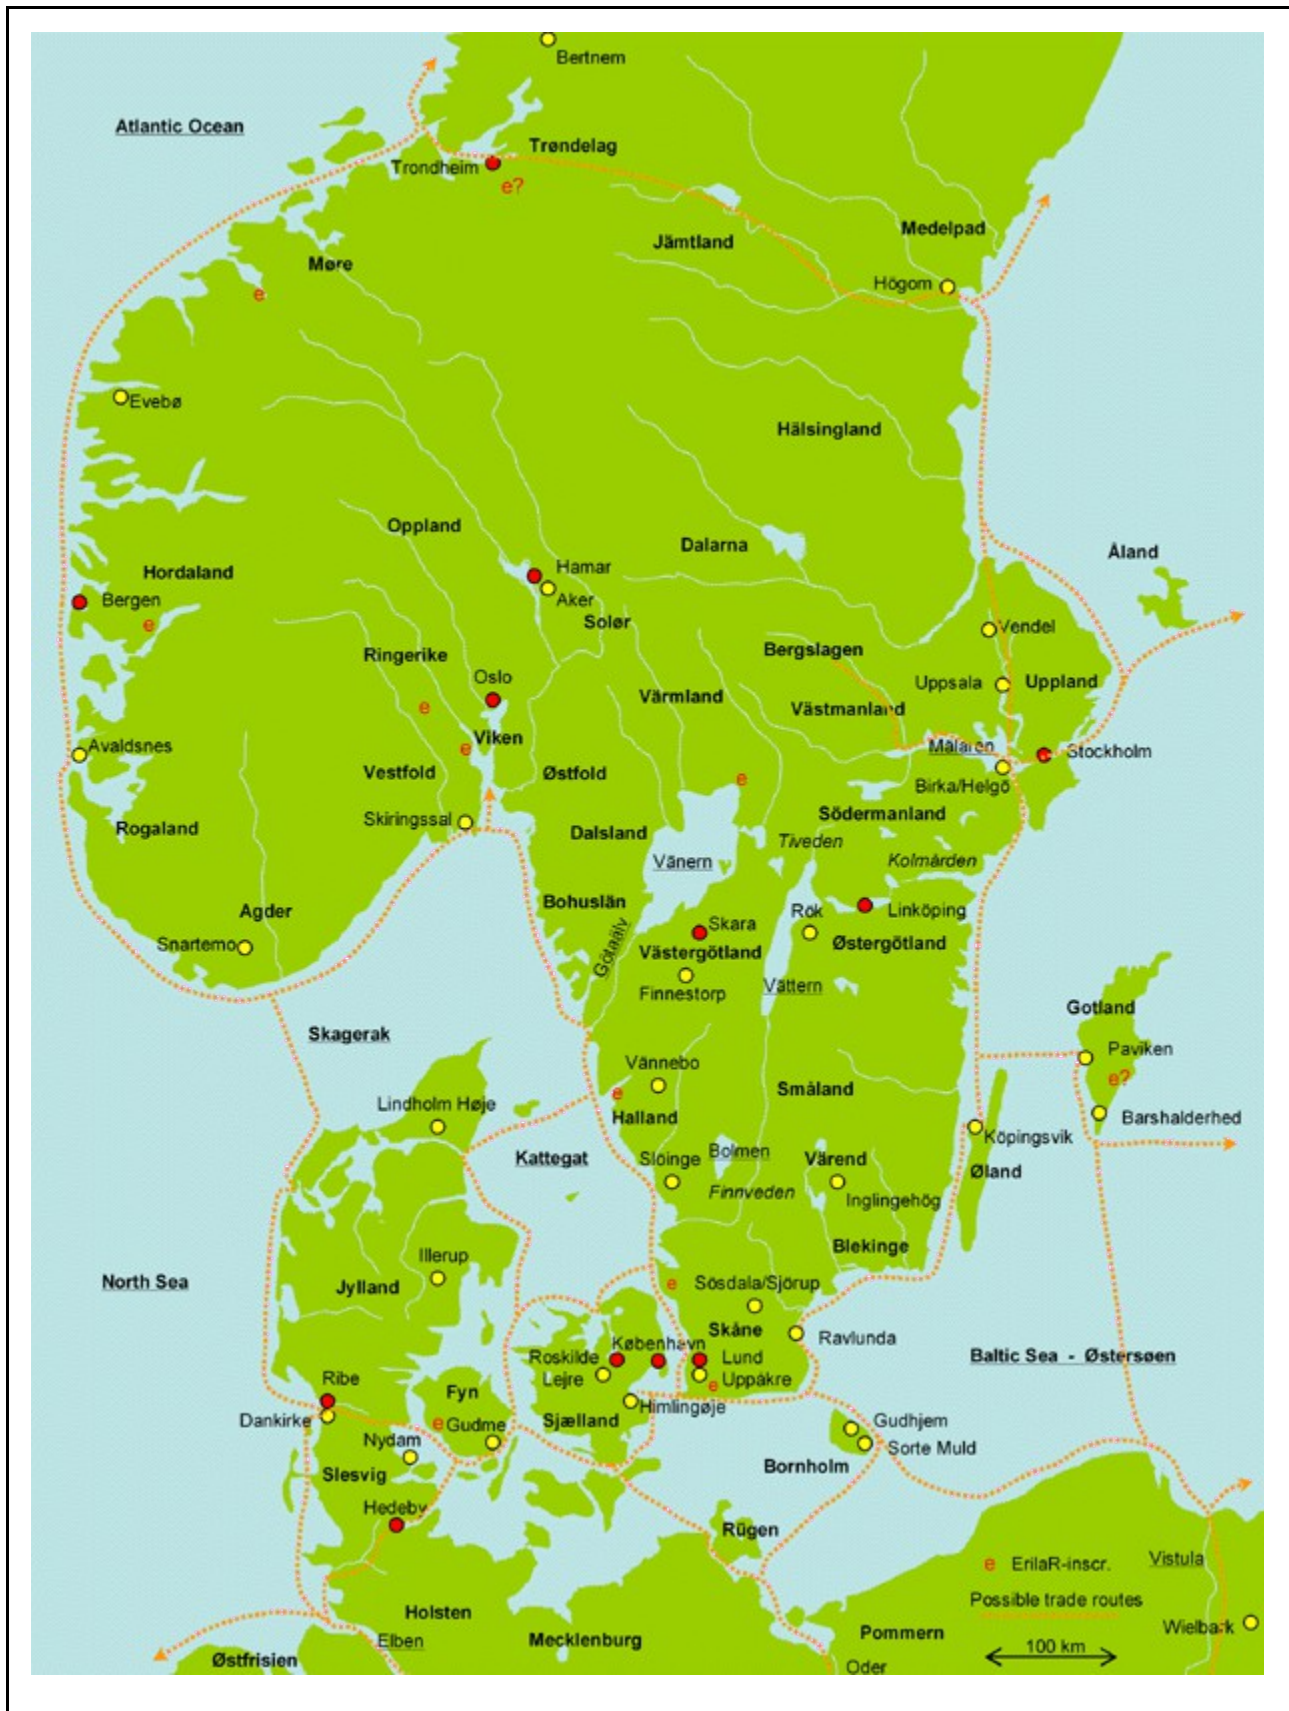 Bertnem
Atlantic Ocean
Trøndelag
Trondheim
e?
Medelpad
Jämtland
Møre
Högom
e
Evebø
Hälsingland
Oppland
Dalarna
Åland
Hamar
Hordaland
Bergen
Aker
e
Solør
Vendel
Bergslagen
Ringerike
Oslo
Uppsala
Uppland
Värmland
e
Västmanland
Viken
e
Avaldsnes
Mälaren
Stockholm
Vestfold
Østfold
e
Birka/Helgö
Skiringssal
Södermanland
Rogaland
Dalsland
Tiveden
Vänern
Kolmården
Bohuslän
Agder
Rök
Linköping
Skara
Snartemo
Götaälv
Västergötland
Østergötland
Finnestorp
Vättern
Gotland
Skagerak
Paviken
Vännebo
e?
Småland
e
Lindholm Høje
Halland
Barshalderhed
Köpingsvik
Kattegat
Slöinge
Bolmen
Värend
Øland
Finnveden
Inglingehög
Blekinge
Illerup
North Sea
Jylland
e
Sösdala/Sjörup
Skåne
Ravlunda
København
Roskilde
Lund
Baltic Sea - Østersøen
Lejre
Uppåkre
e
Ribe
Fyn
Himlingøje
Dankirke
e
Gudme
Sjælland
Gudhjem
Nydam
Sorte Muld
Slesvig
Bornholm
Hedeby
Rügen
e ErilaR-inscr.
Vistula
Possible trade routes
Holsten
Wielbark
Elben
Mecklenburg
Pommern
100 km
Østfrisien
Oder